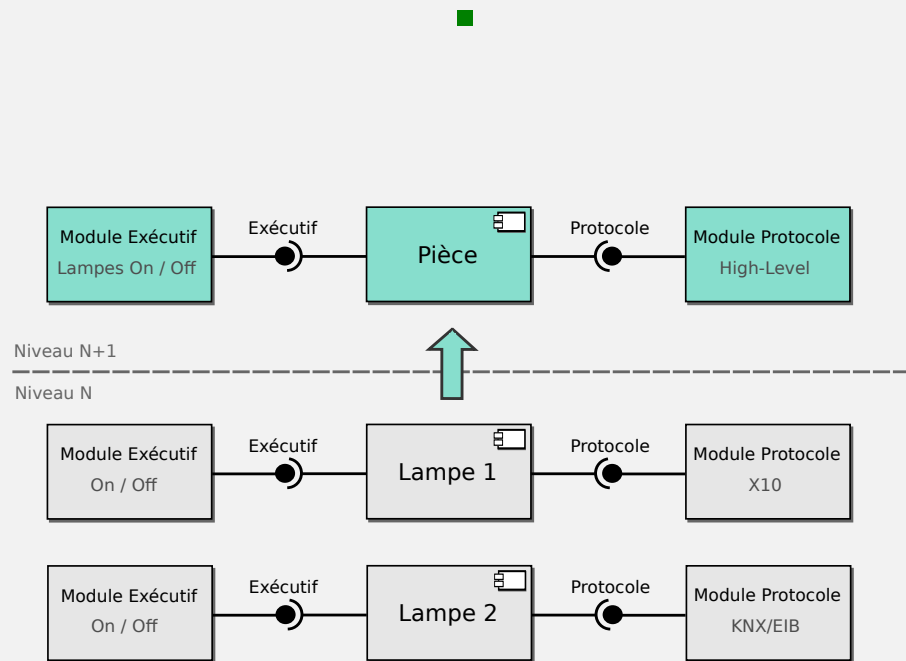 Exécutif
Protocole
Module Exécutif
Lampes On / Off
Pièce
Module Protocole
High-Level
Niveau N+1
Niveau N
Exécutif
Protocole
Module Exécutif
On / Off
Lampe 1
Module Protocole
X10
Exécutif
Protocole
Module Exécutif
On / Off
Lampe 2
Module Protocole
KNX/EIB